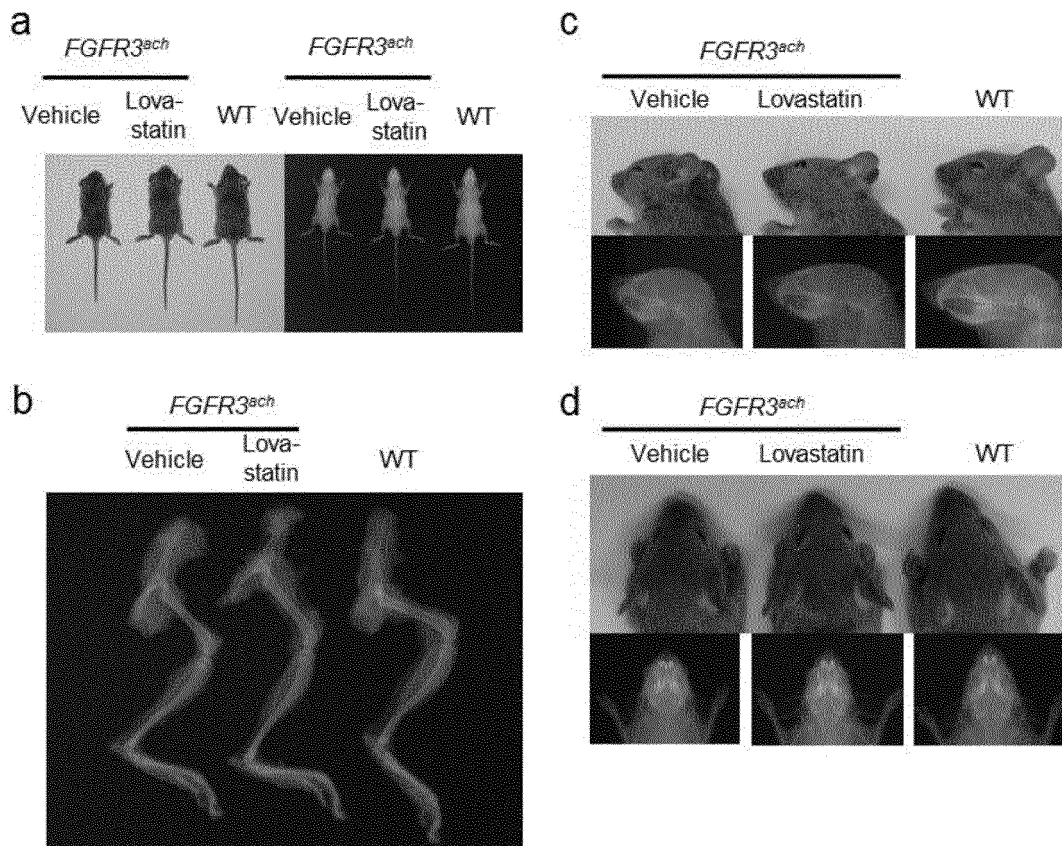 a
FGFR3ach FGFR3ach
Vehicle Lova-
statin WT Vehicle Lova-
statin WT
b
FGFR3ach
Vehicle Lova-
statin WT
c
FGFR3ach
Vehicle Lovastatin WT
d
FGFR3ach
Vehicle Lovastatin WT